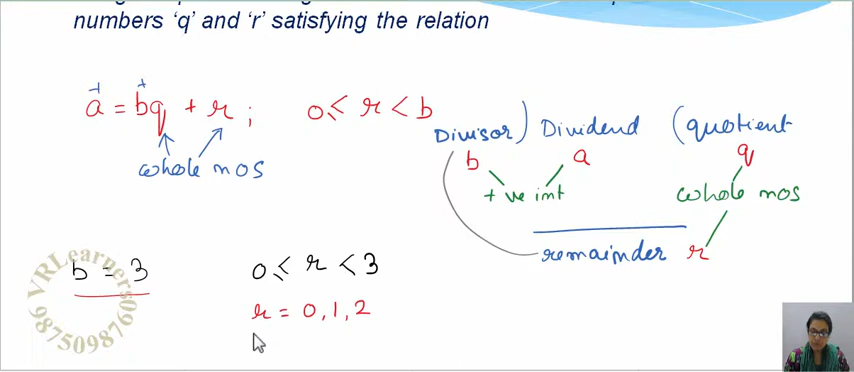 numbers ‘q’ and ‘r’ satisfying the relation
+ +
a = bq + r ; 0 ≤ r < b
whole nos
Divisor) Dividend (quotient
b a q
+ ve int whole nos
remainder r
b = 3 0 ≤ r < 3
r = 0, 1, 2
VRLearners
9875098760